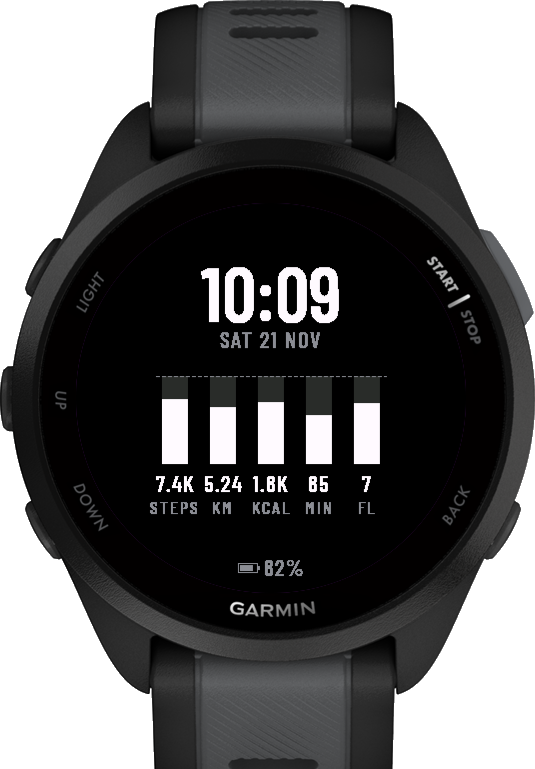 START
STOP
LIGHT
10:09
SAT 21 NOV
UP
7.4K 5.24 1.8K 85 7
STEPS KM KCAL MIN FL
DOWN
BACK
82%
GARMIN